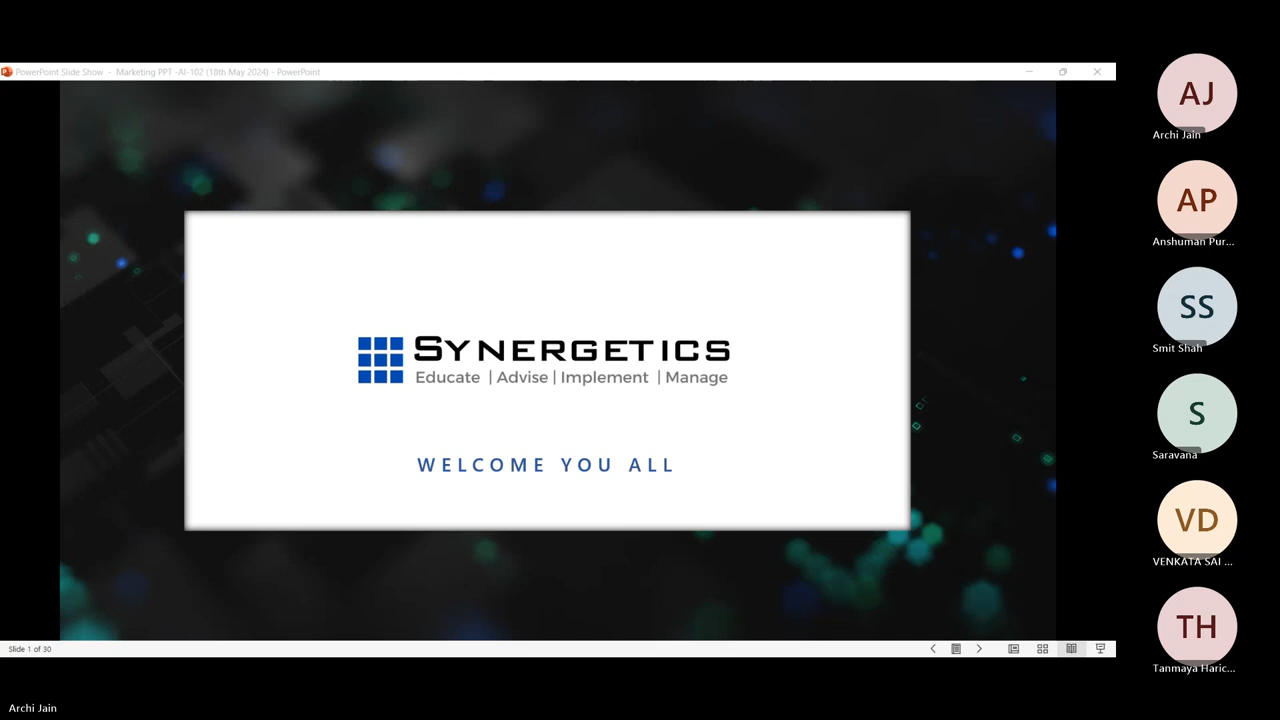 PowerPoint Slide Show - Marketing PPT -AI-102 (18th May 2024) - PowerPoint
SYNERGETICS
Educate | Advise | Implement | Manage
WELCOME YOU ALL
Slide 1 of 30
Archi Jain
AJ
Archi Jain
AP
Anshuman Pur...
SS
Smit Shah
S
Saravana
VD
VENKATA SAI ...
TH
Tanmaya Haric...